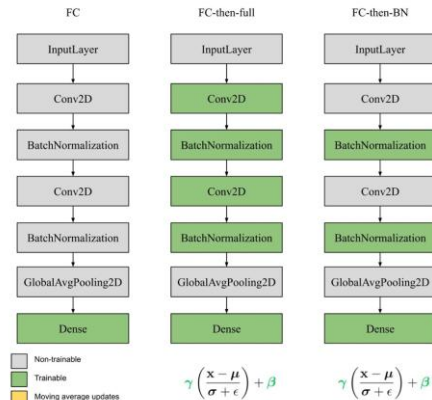 FC
InputLayer
Conv2D
BatchNormalization
Conv2D
BatchNormalization
GlobalAvgPooling2D
Dense
Non-trainable
Trainable
Moving average updates
FC-then-full
InputLayer
Conv2D
BatchNormalization
Conv2D
BatchNormalization
GlobalAvgPooling2D
Dense
γ ( (x − μ) / (σ + ϵ) ) + β
FC-then-BN
InputLayer
Conv2D
BatchNormalization
Conv2D
BatchNormalization
GlobalAvgPooling2D
Dense
γ ( (x − μ) / (σ + ϵ) ) + β